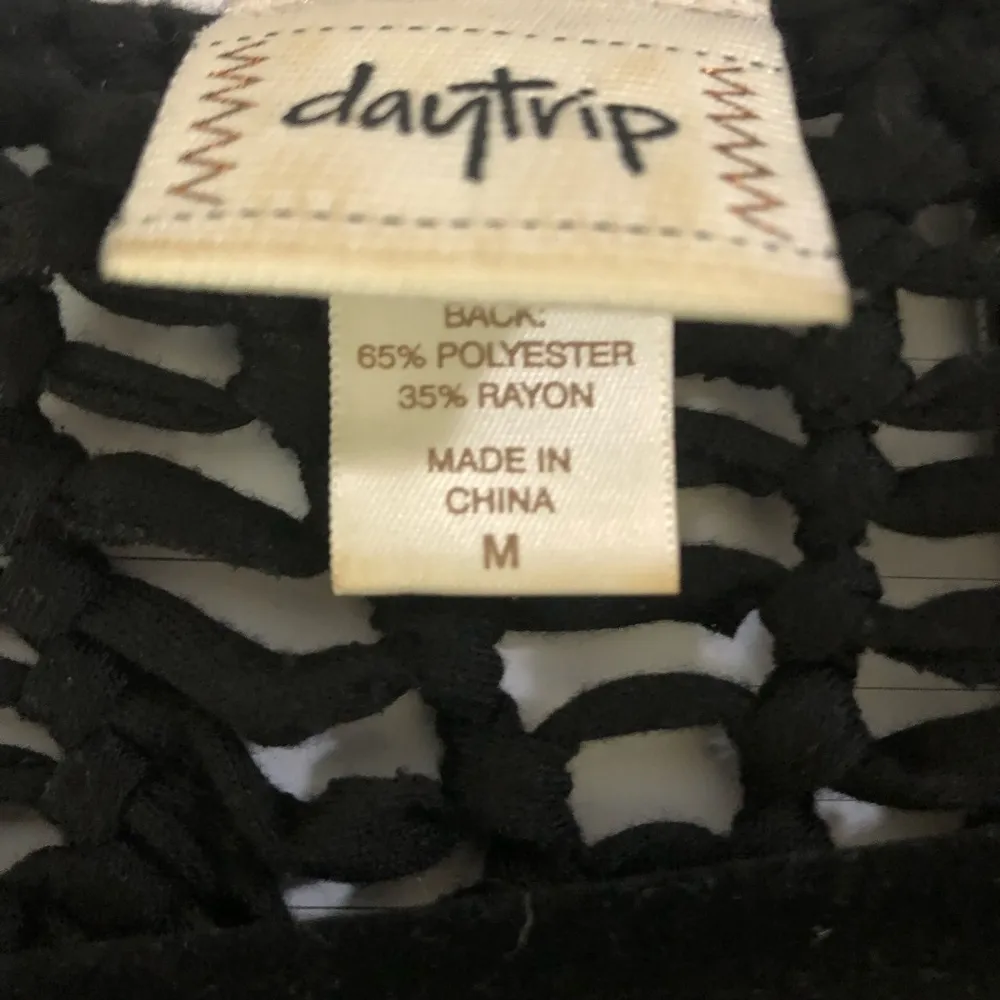 daytrip
BACK:
65% POLYESTER
35% RAYON
MADE IN
CHINA
M